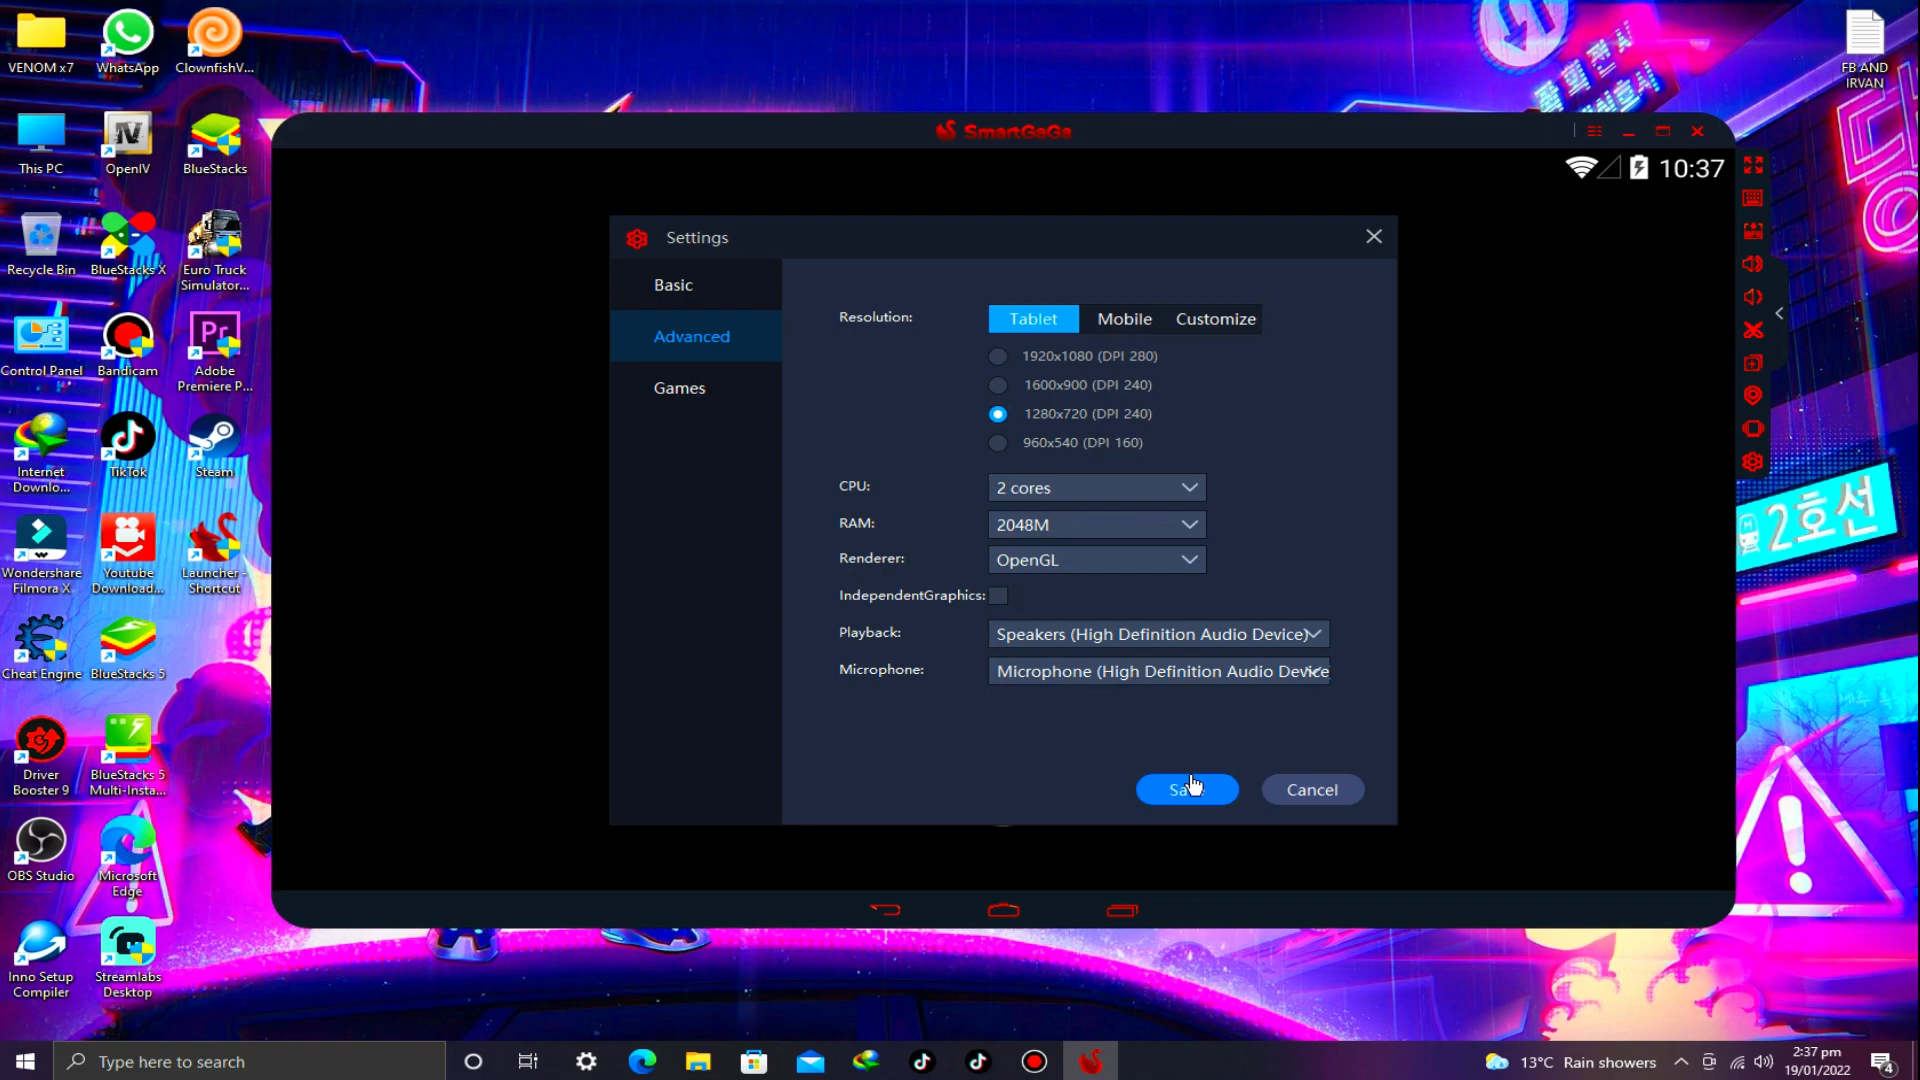 VENOM x7
WhatsApp
ClownfishV...
FB AND
IRVAN
This PC
OpenIV
BlueStacks
Recycle Bin
BlueStacks X
Euro Truck
Simulator...
Control Panel
Bandicam
Adobe
Premiere P...
Internet
Downlo...
TikTok
Steam
Wondershare
Filmora X
Youtube
Download...
Launcher -
Shortcut
Cheat Engine
BlueStacks 5
Driver
Booster 9
BlueStacks 5
Multi-Insta...
OBS Studio
Microsoft
Edge
Inno Setup
Compiler
Streamlabs
Desktop
SmartGaGa
10:37
Settings
Basic
Advanced
Games
Resolution:
Tablet
Mobile
Customize
1920x1080 (DPI 280)
1600x900 (DPI 240)
1280x720 (DPI 240)
960x540 (DPI 160)
CPU:
2 cores
RAM:
2048M
Renderer:
OpenGL
IndependentGraphics:
Playback:
Speakers (High Definition Audio Device)
Microphone:
Microphone (High Definition Audio Device
Cancel
2호선
Type here to search
13°C Rain showers
2:37 pm
19/01/2022
4